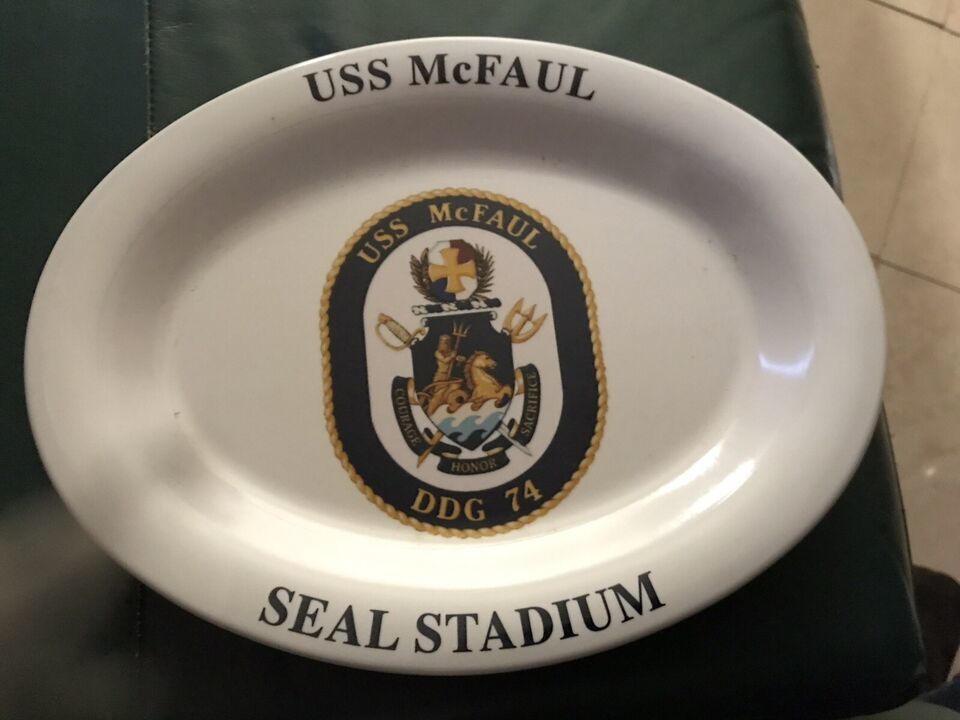 USS McFAUL
USS McFAUL
COURAGE
HONOR
SACRIFICE
DDG 74
SEAL STADIUM